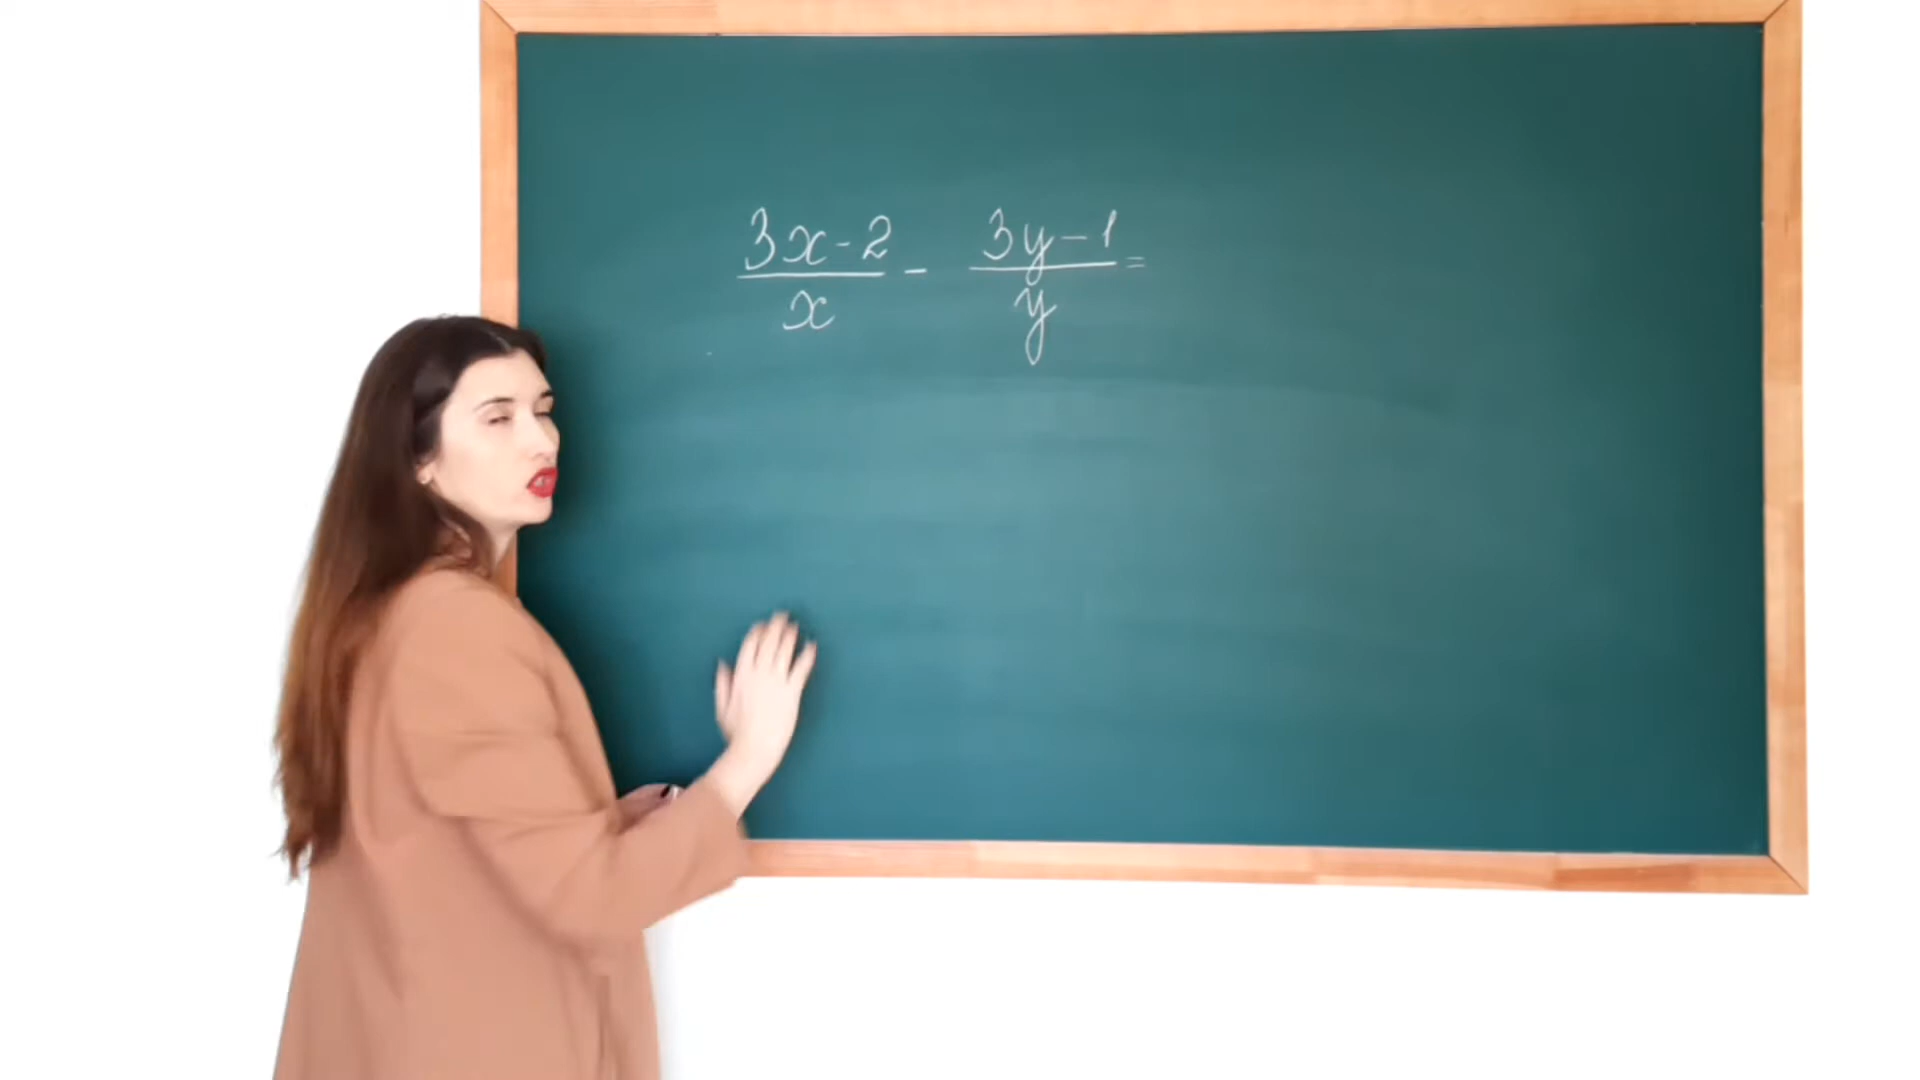 (3x-2)/x - (3y-1)/y =